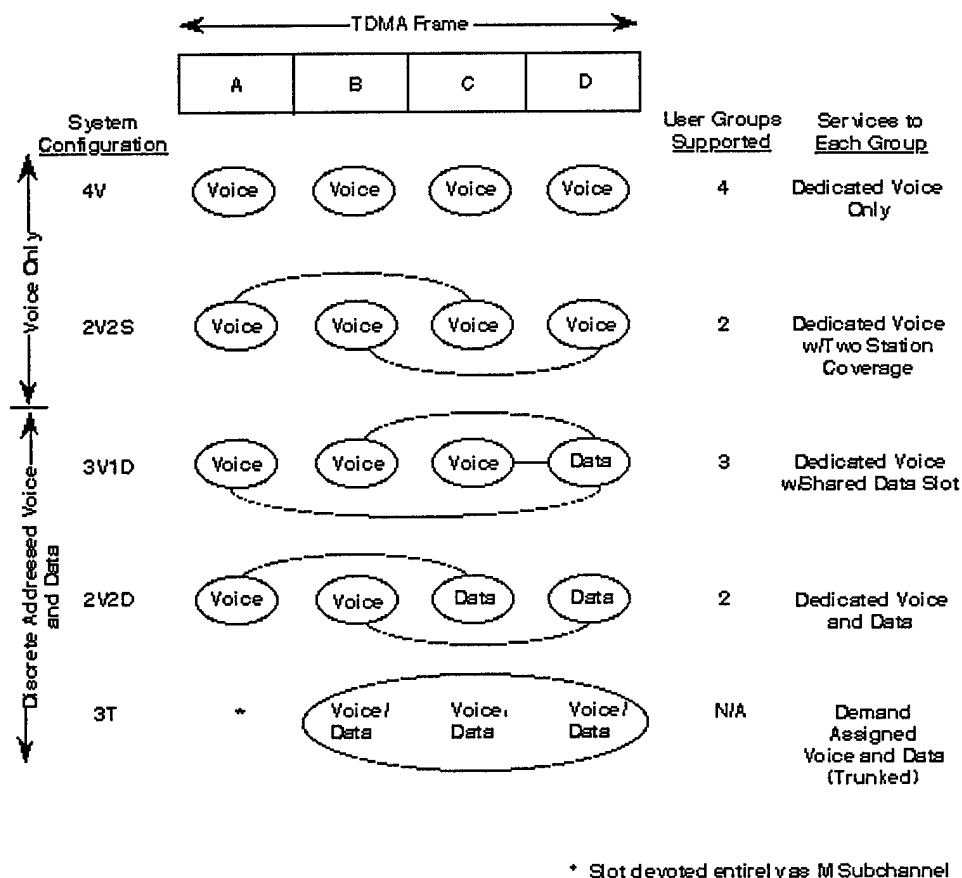 TDMA Frame
A B C D
System
Configuration
User Groups
Supported
Services to
Each Group
Voice Only
4V Voice Voice Voice Voice 4 Dedicated Voice
Only
2V2S Voice Voice Voice Voice 2 Dedicated Voice
w/Two Station
Coverage
Discrete Addressed Voice
and Data
3V1D Voice Voice Voice Data 3 Dedicated Voice
w/Shared Data Slot
2V2D Voice Voice Data Data 2 Dedicated Voice
and Data
3T * Voice/ Voice/ Voice/ N/A Demand
Data Data Data Assigned
Voice and Data
(Trunked)
* Slot devoted entirely as M Subchannel